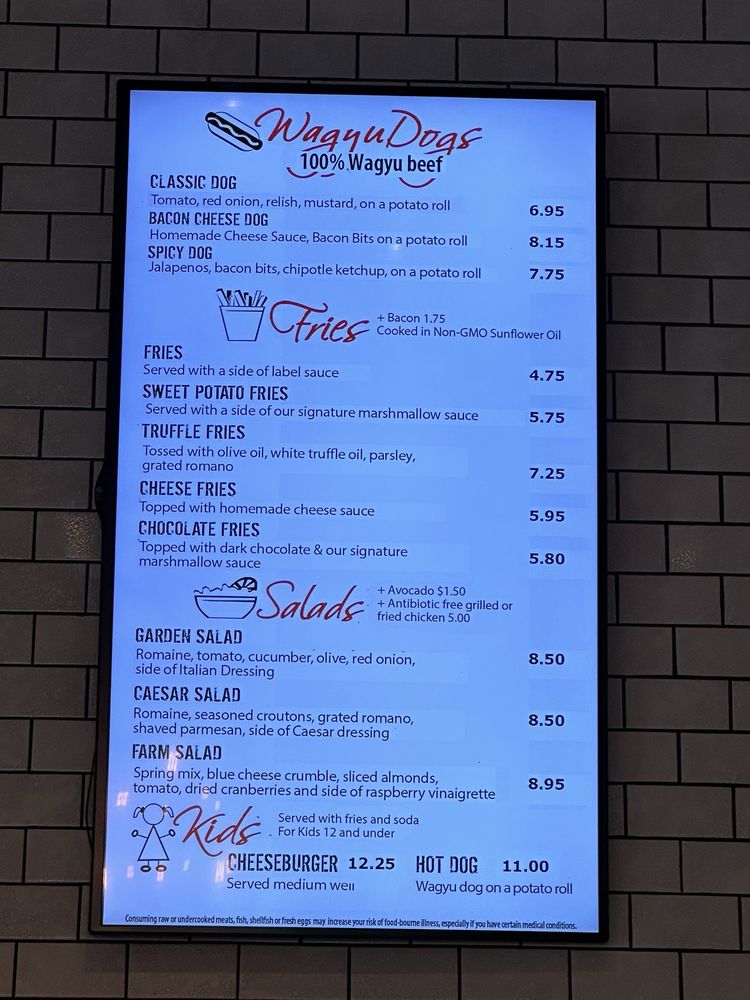 WagyuDogs
100% Wagyu beef
CLASSIC DOG
Tomato, red onion, relish, mustard, on a potato roll 6.95
BACON CHEESE DOG
Homemade Cheese Sauce, Bacon Bits on a potato roll 8.15
SPICY DOG
Jalapenos, bacon bits, chipotle ketchup, on a potato roll 7.75
Fries
+ Bacon 1.75
Cooked in Non-GMO Sunflower Oil
FRIES
Served with a side of label sauce 4.75
SWEET POTATO FRIES
Served with a side of our signature marshmallow sauce 5.75
TRUFFLE FRIES
Tossed with olive oil, white truffle oil, parsley,
grated romano 7.25
CHEESE FRIES
Topped with homemade cheese sauce 5.95
CHOCOLATE FRIES
Topped with dark chocolate & our signature
marshmallow sauce 5.80
Salads
+ Avocado $1.50
+ Antibiotic free grilled or
fried chicken 5.00
GARDEN SALAD
Romaine, tomato, cucumber, olive, red onion,
side of Italian Dressing 8.50
CAESAR SALAD
Romaine, seasoned croutons, grated romano,
shaved parmesan, side of Caesar dressing 8.50
FARM SALAD
Spring mix, blue cheese crumble, sliced almonds,
tomato, dried cranberries and side of raspberry vinaigrette 8.95
Kids
Served with fries and soda
For Kids 12 and under
CHEESEBURGER 12.25 HOT DOG 11.00
Served medium well Wagyu dog on a potato roll
Consuming raw or undercooked meats, fish, shellfish or fresh eggs may increase your risk of food-bourne illness, especially if you have certain medical conditions.